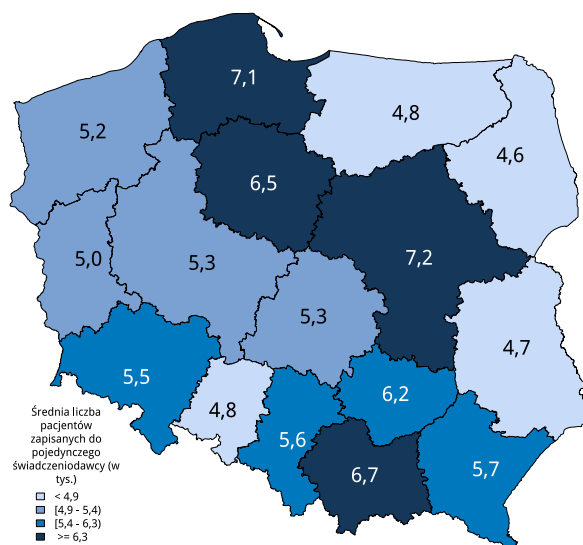 7,1
4,8
5,2
4,6
6,5
7,2
5,0
5,3
5,3
4,7
5,5
6,2
4,8
5,6
5,7
6,7
Średnia liczba
pacjentów
zapisanych do
pojedynczego
świadczeniodawcy (w
tys.)
< 4,9
[4,9 - 5,4)
[5,4 - 6,3)
>= 6,3